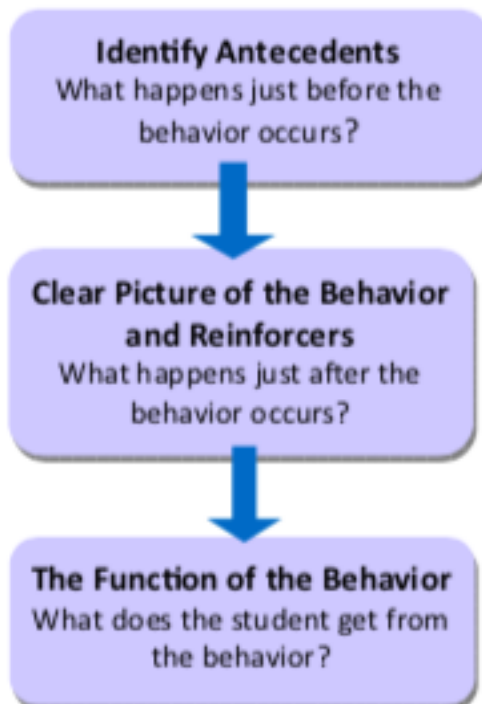 Identify Antecedents
What happens just before the
behavior occurs?
Clear Picture of the Behavior
and Reinforcers
What happens just after the
behavior occurs?
The Function of the Behavior
What does the student get from
the behavior?